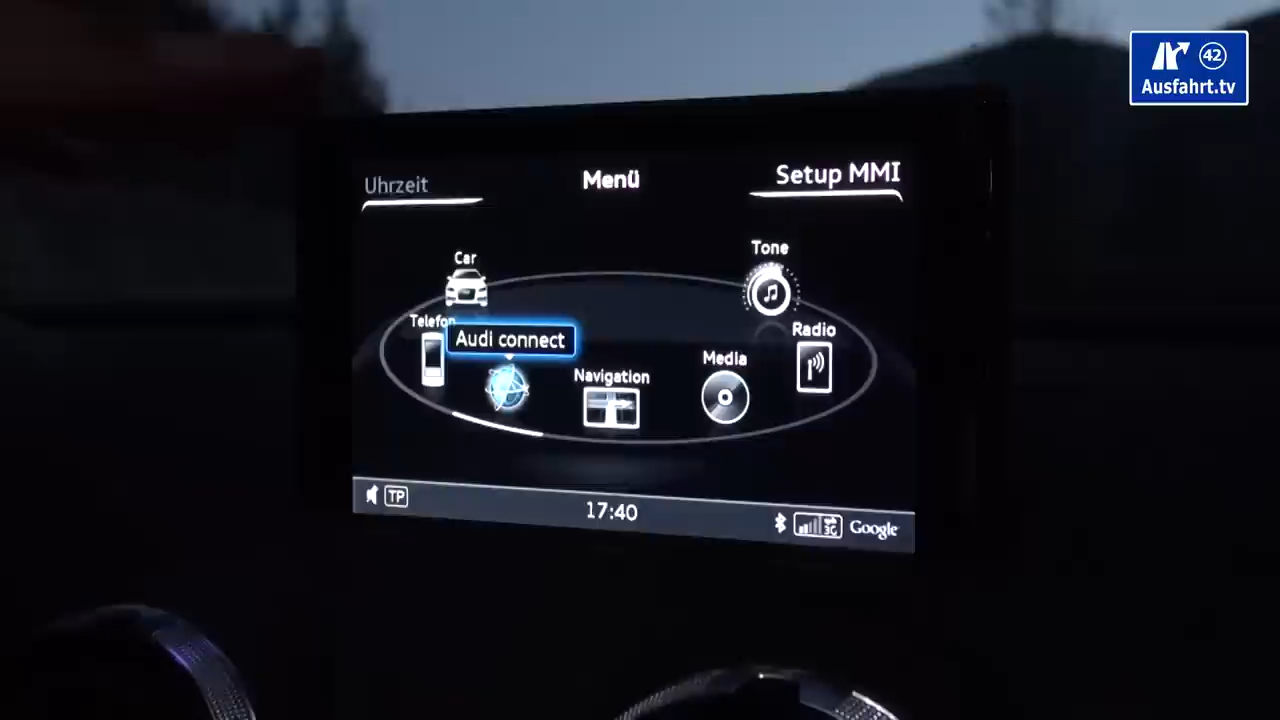 42
Ausfahrt.tv
Uhrzeit
Menü
Setup MMI
Car
Tone
Telefon
Audi connect
Radio
Navigation
Media
TP
17:40
3G
Google